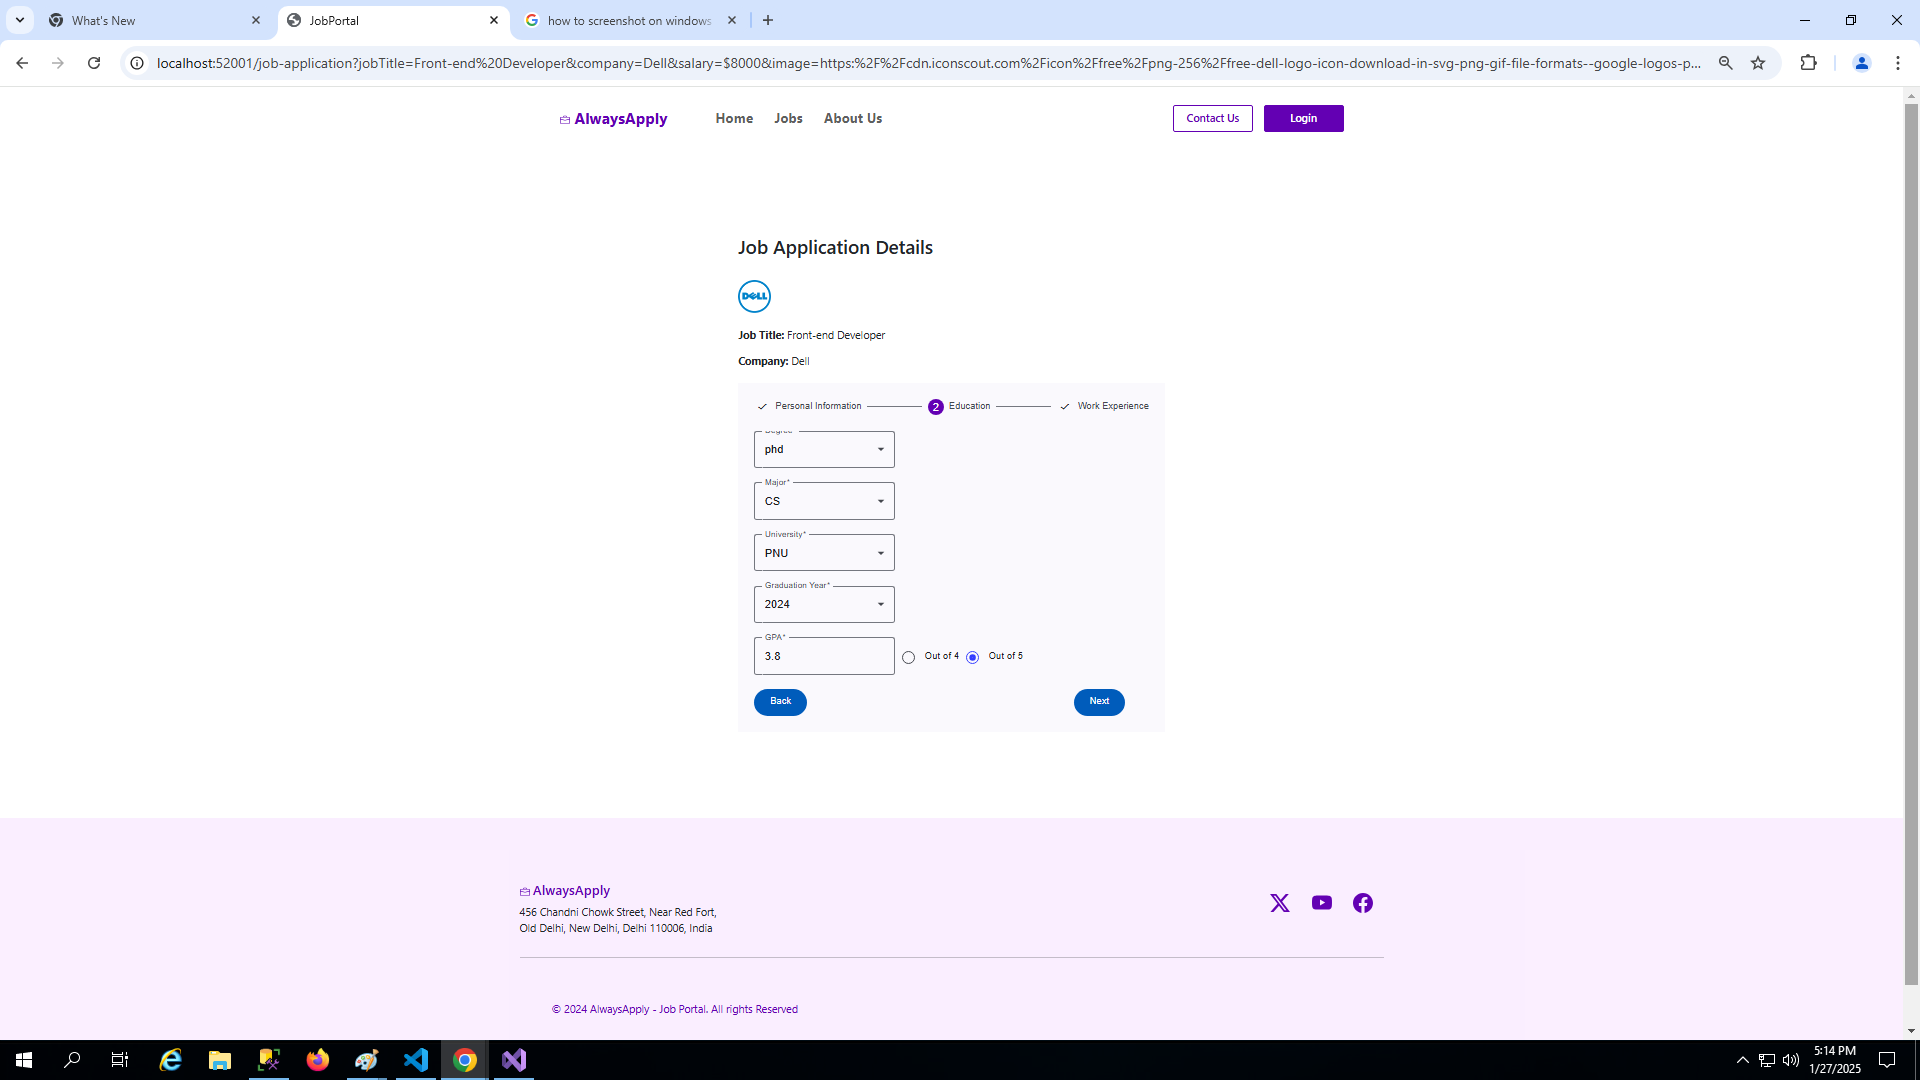 What's New
JobPortal
how to screenshot on windows
localhost:52001/job-application?jobTitle=Front-end%20Developer&company=Dell&salary=$8000&image=https:%2F%2Fcdn.iconscout.com%2Ficon%2Ffree%2Fpng-256%2Ffree-dell-logo-icon-download-in-svg-png-gif-file-formats--google-logos-p...
AlwaysApply
Home
Jobs
About Us
Contact Us
Login
Job Application Details
DELL
Job Title: Front-end Developer
Company: Dell
Personal Information
2
Education
Work Experience
phd
Major*
CS
University*
PNU
Graduation Year*
2024
GPA*
3.8
Out of 4
Out of 5
Back
Next
AlwaysApply
456 Chandni Chowk Street, Near Red Fort,
Old Delhi, New Delhi, Delhi 110006, India
© 2024 AlwaysApply - Job Portal. All rights Reserved
5:14 PM
1/27/2025